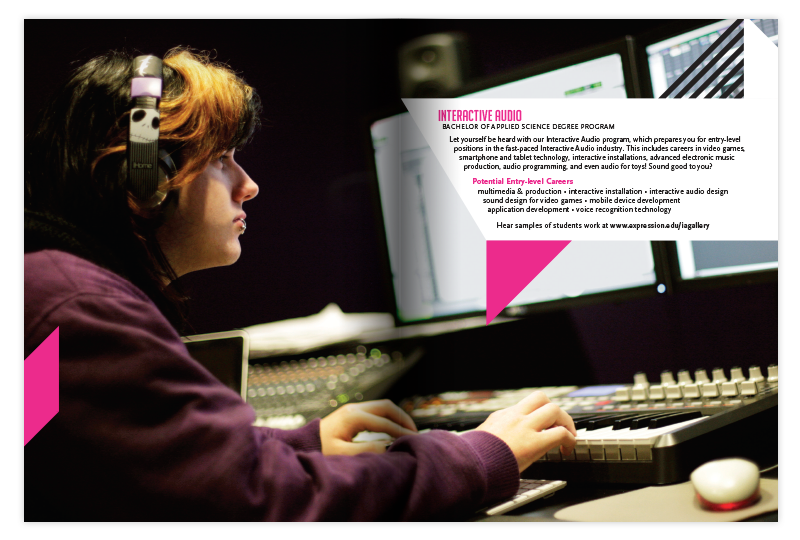 INTERACTIVE AUDIO
BACHELOR OF APPLIED SCIENCE DEGREE PROGRAM
Let yourself be heard with our Interactive Audio program, which prepares you for entry-level
positions in the fast-paced Interactive Audio industry. This includes careers in video games,
smartphone and tablet technology, interactive installations, advanced electronic music
production, audio programming, and even audio for toys! Sound good to you?
Potential Entry-level Careers
multimedia & production • interactive installation • interactive audio design
sound design for video games • mobile device development
application development • voice recognition technology
Hear samples of students work at www.expression.edu/iagallery